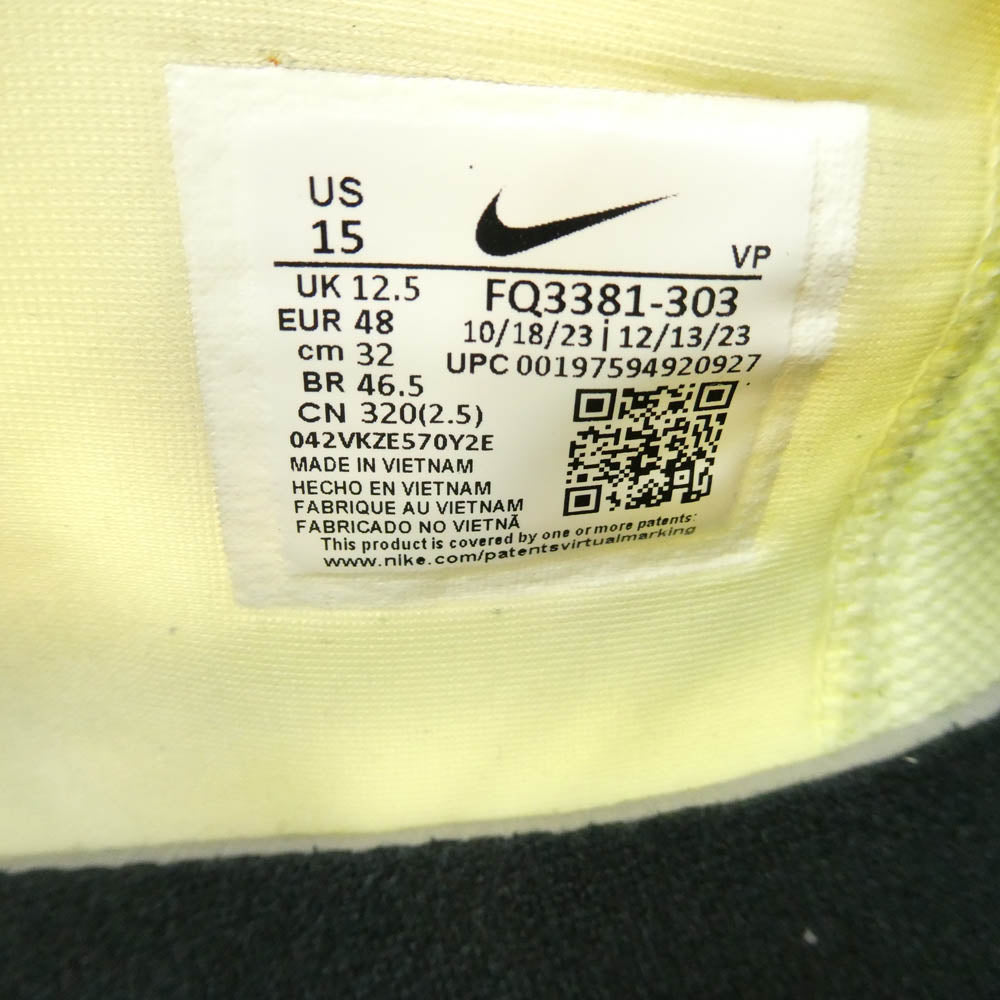 US
15
VP
UK 12.5
EUR 48
cm 32
BR 46.5
CN 320(2.5)
FQ3381-303
10/18/23 | 12/13/23
UPC 00197594920927
042VKZE570Y2E
MADE IN VIETNAM
HECHO EN VIETNAM
FABRIQUE AU VIETNAM
FABRICADO NO VIETNÃ
This product is covered by one or more patents:
www.nike.com/patentsvirtualmarking